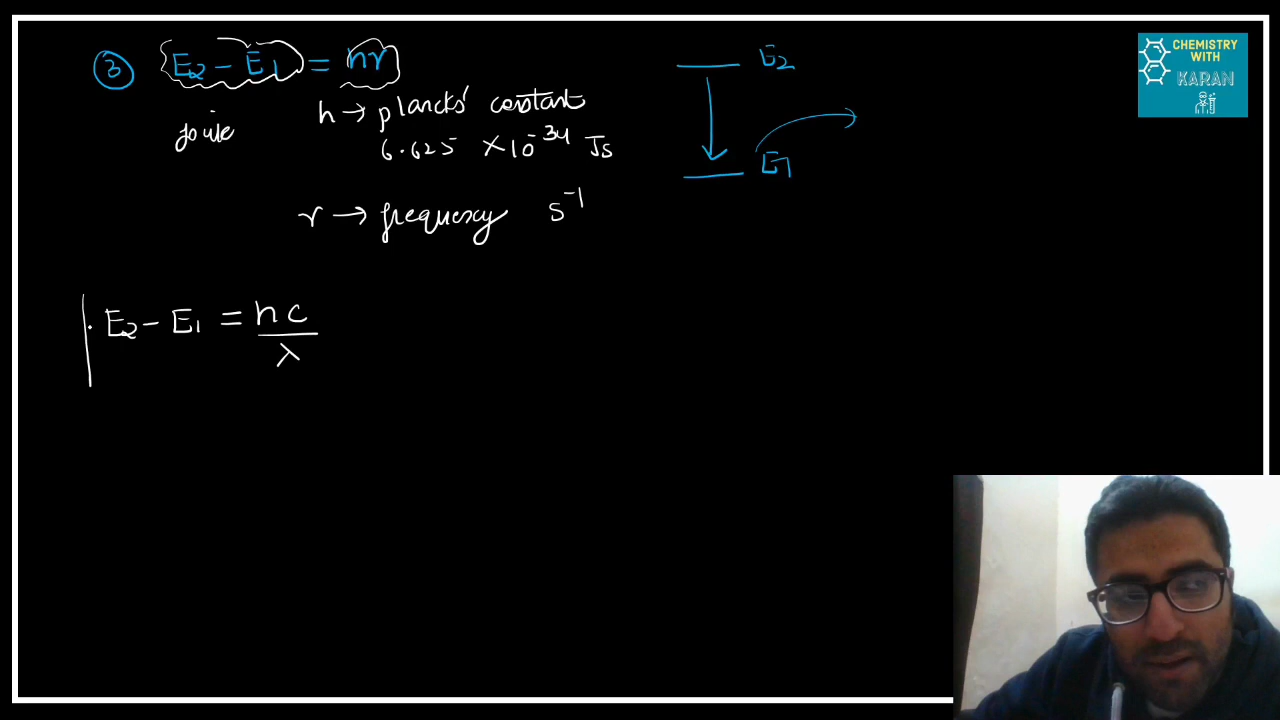 ③ E₂ − E₁ = hν
joule
h → plancks' constant
6.625 × 10⁻³⁴ Js
ν → frequency s⁻¹
E₂
E₁
E₂ − E₁ = hc
λ
CHEMISTRY
WITH
KARAN